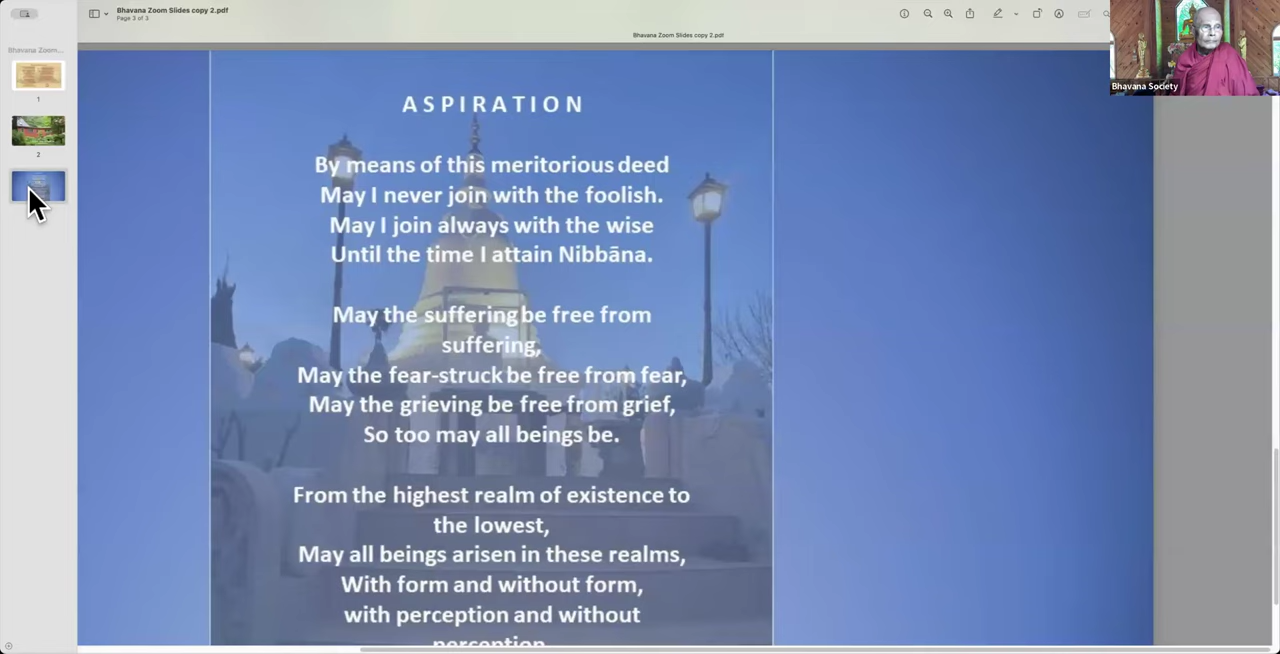 Bhavana Zoom Slides copy 2.pdf
Page 3 of 3
Bhavana Zoom Slides copy 2.pdf
Bhavana Zoom...
1
2
Bhavana Society
ASPIRATION
By means of this meritorious deed
May I never join with the foolish.
May I join always with the wise
Until the time I attain Nibbāna.
May the suffering be free from
suffering,
May the fear-struck be free from fear,
May the grieving be free from grief,
So too may all beings be.
From the highest realm of existence to
the lowest,
May all beings arisen in these realms,
With form and without form,
with perception and without
perception